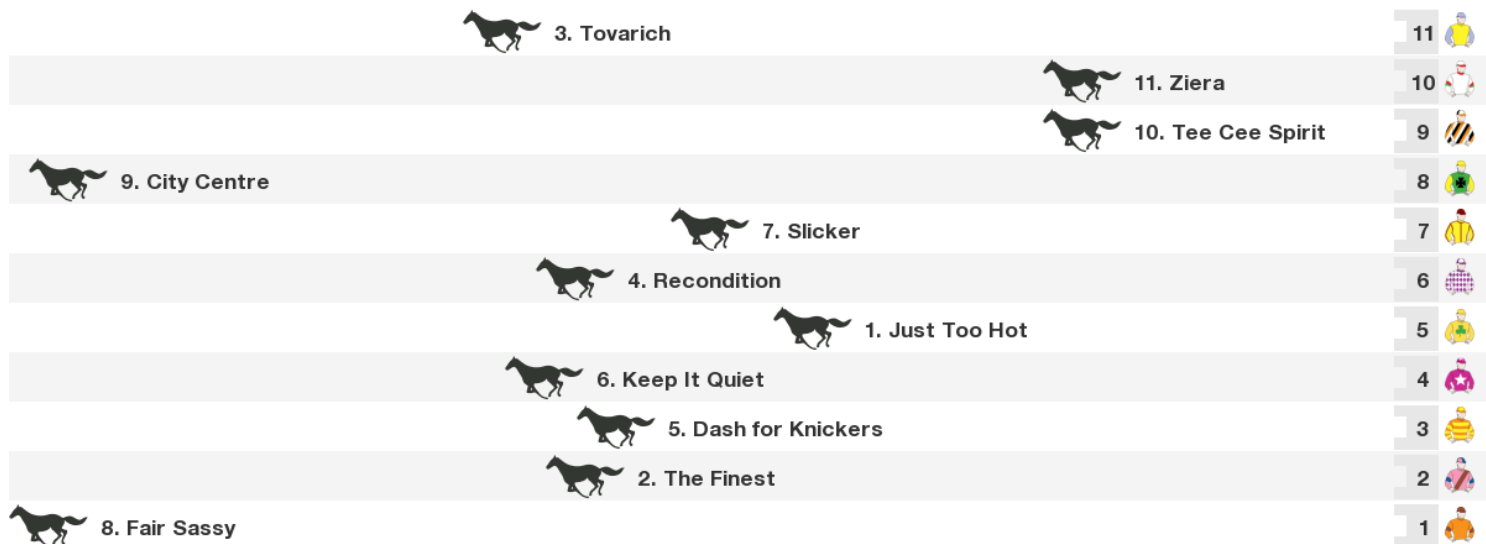 3. Tovarich 11
11. Ziera 10
10. Tee Cee Spirit 9
9. City Centre 8
7. Slicker 7
4. Recondition 6
1. Just Too Hot 5
6. Keep It Quiet 4
5. Dash for Knickers 3
2. The Finest 2
8. Fair Sassy 1